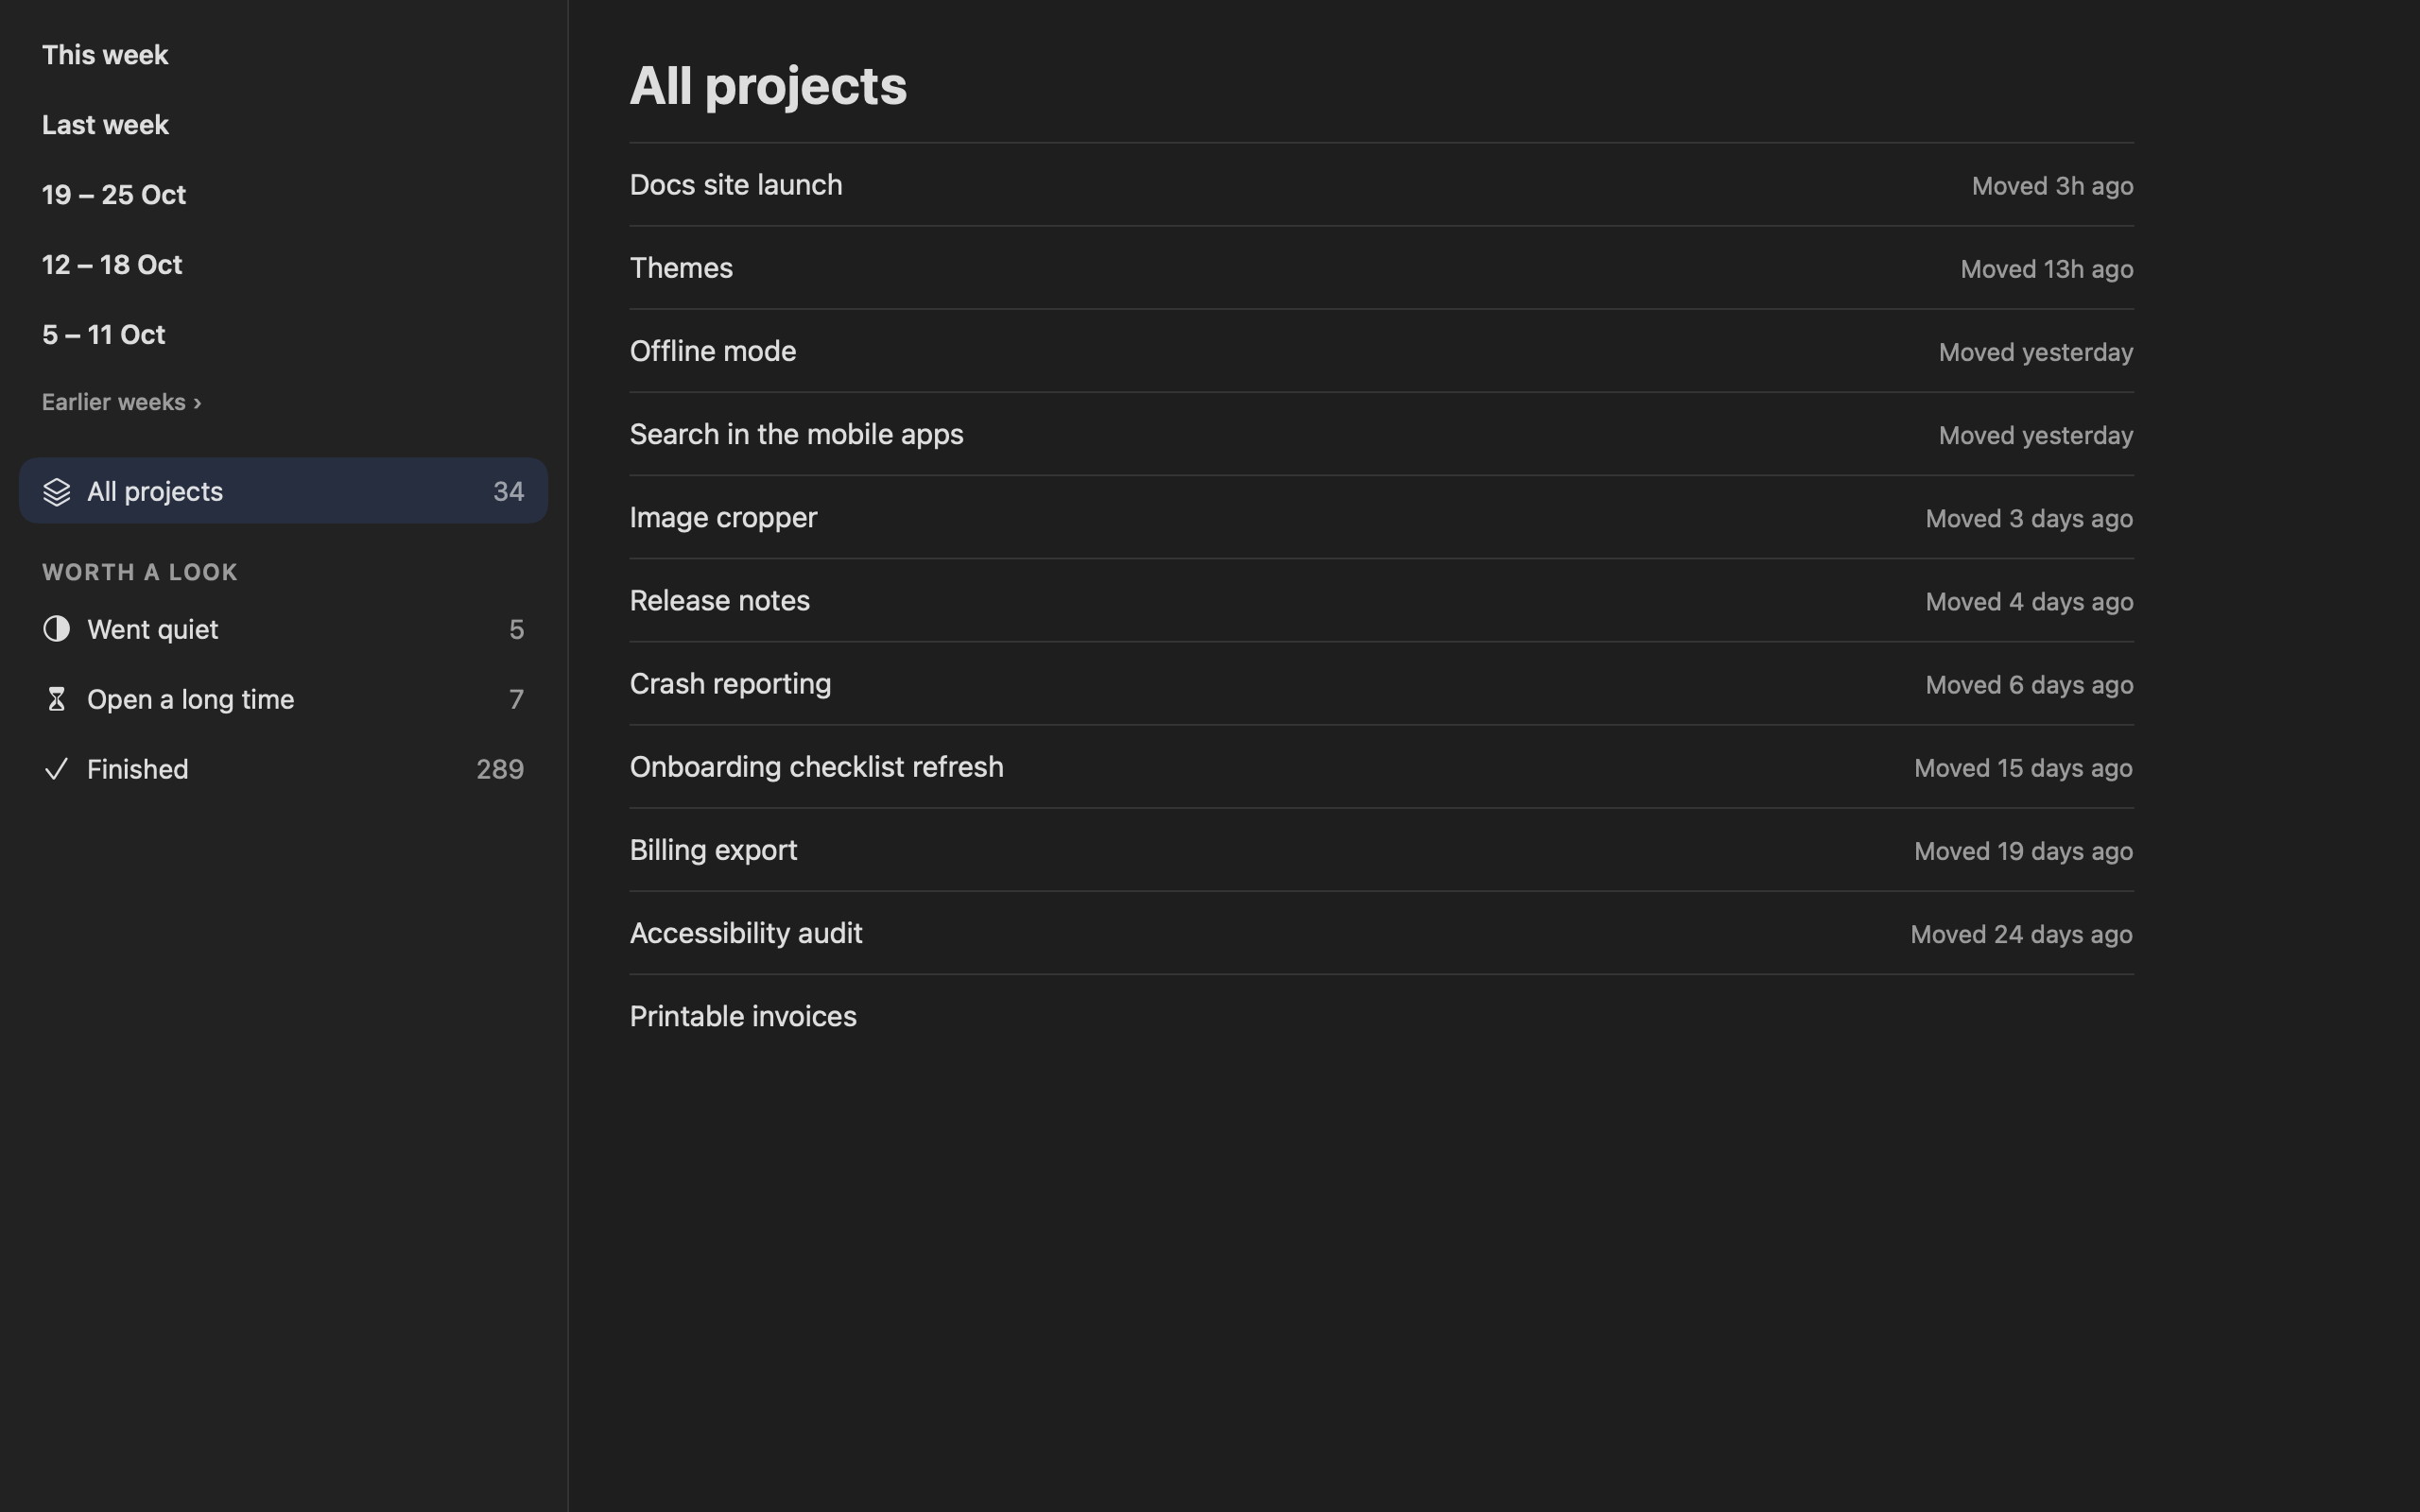 This week
Last week
19 – 25 Oct
12 – 18 Oct
5 – 11 Oct
Earlier weeks ›
All projects 34
WORTH A LOOK
Went quiet 5
Open a long time 7
Finished 289
All projects
Docs site launch Moved 3h ago
Themes Moved 13h ago
Offline mode Moved yesterday
Search in the mobile apps Moved yesterday
Image cropper Moved 3 days ago
Release notes Moved 4 days ago
Crash reporting Moved 6 days ago
Onboarding checklist refresh Moved 15 days ago
Billing export Moved 19 days ago
Accessibility audit Moved 24 days ago
Printable invoices